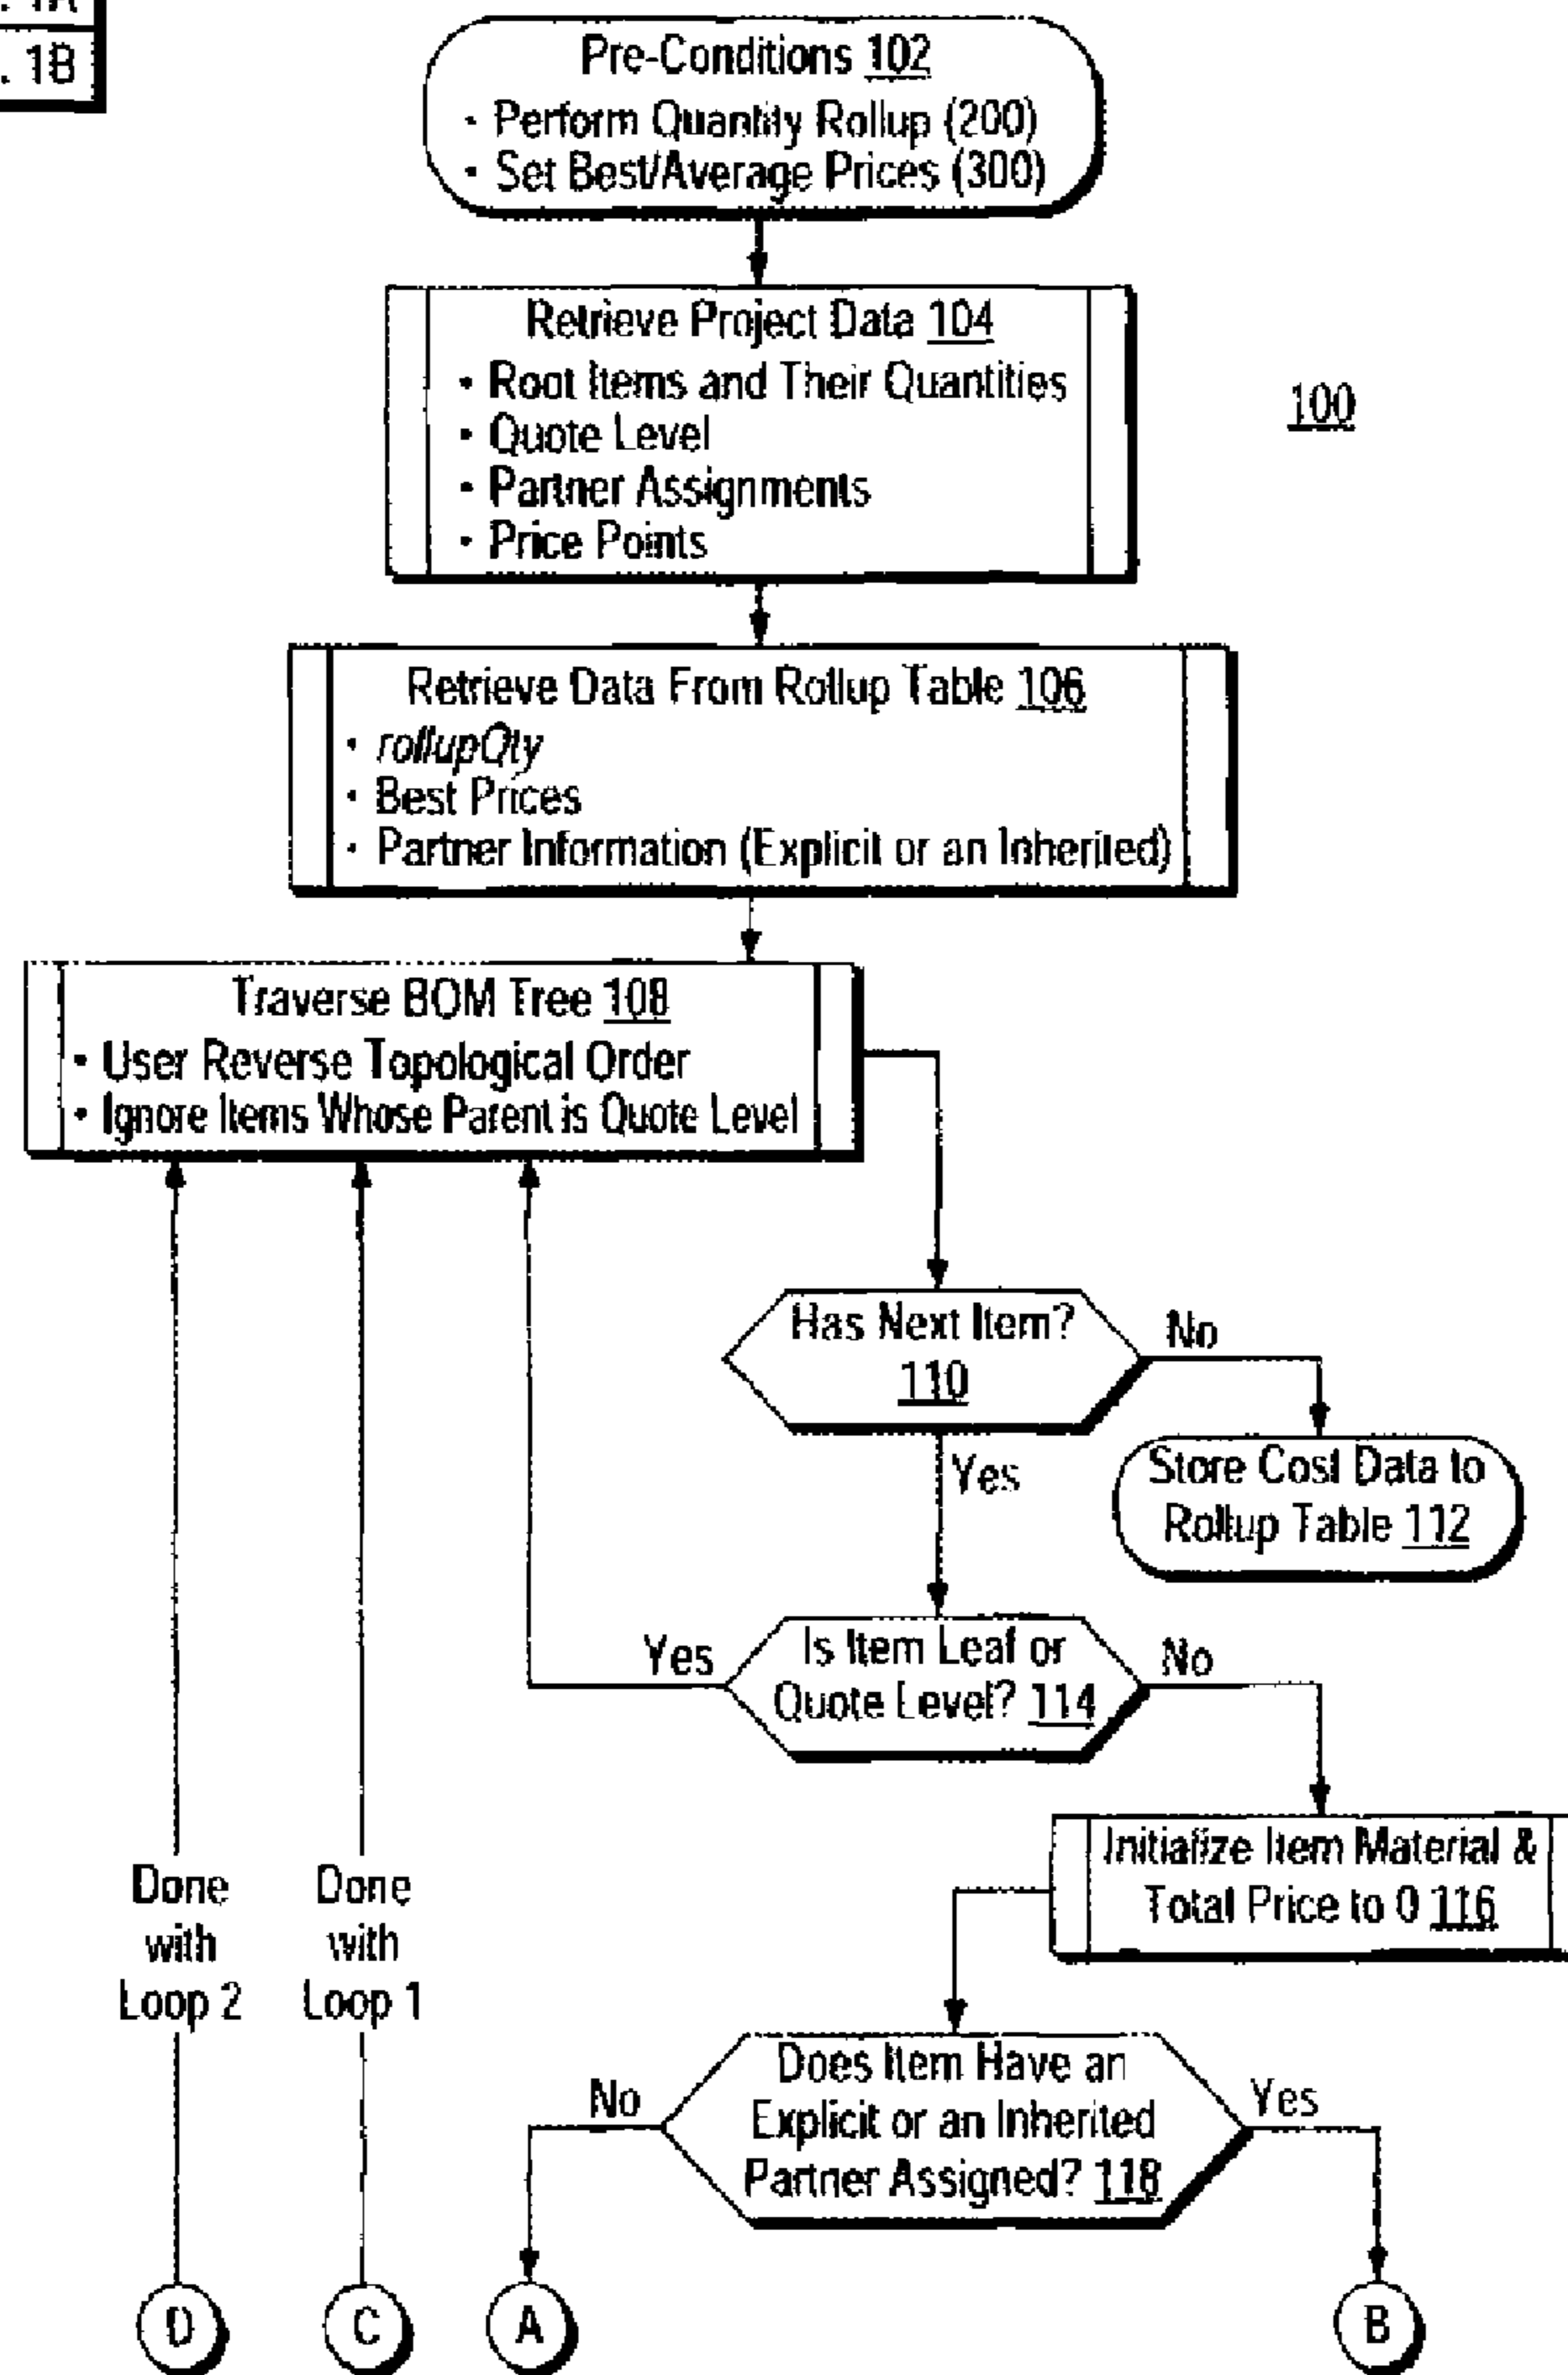 . 1A
. 1B
Pre-Conditions 102
· Perform Quantity Rollup (200)
· Set Best/Average Prices (300)
Retrieve Project Data 104
• Root Items and Their Quantities
• Quote Level
• Partner Assignments
• Price Points
100
Retrieve Data From Rollup Table 106
• rollupQty
• Best Prices
• Partner Information (Explicit or an Inherited)
Traverse BOM Tree 108
• User Reverse Topological Order
• Ignore Items Whose Parent is Quote Level
Has Next Item?
110
No
Yes
Store Cost Data to
Rollup Table 112
Yes
Is Item Leaf or
Quote Level? 114
No
Initialize Item Material &
Total Price to 0 116
Done
with
Loop 2
Done
with
Loop 1
No
Does Item Have an
Explicit or an Inherited
Partner Assigned? 118
Yes
D
C
A
B